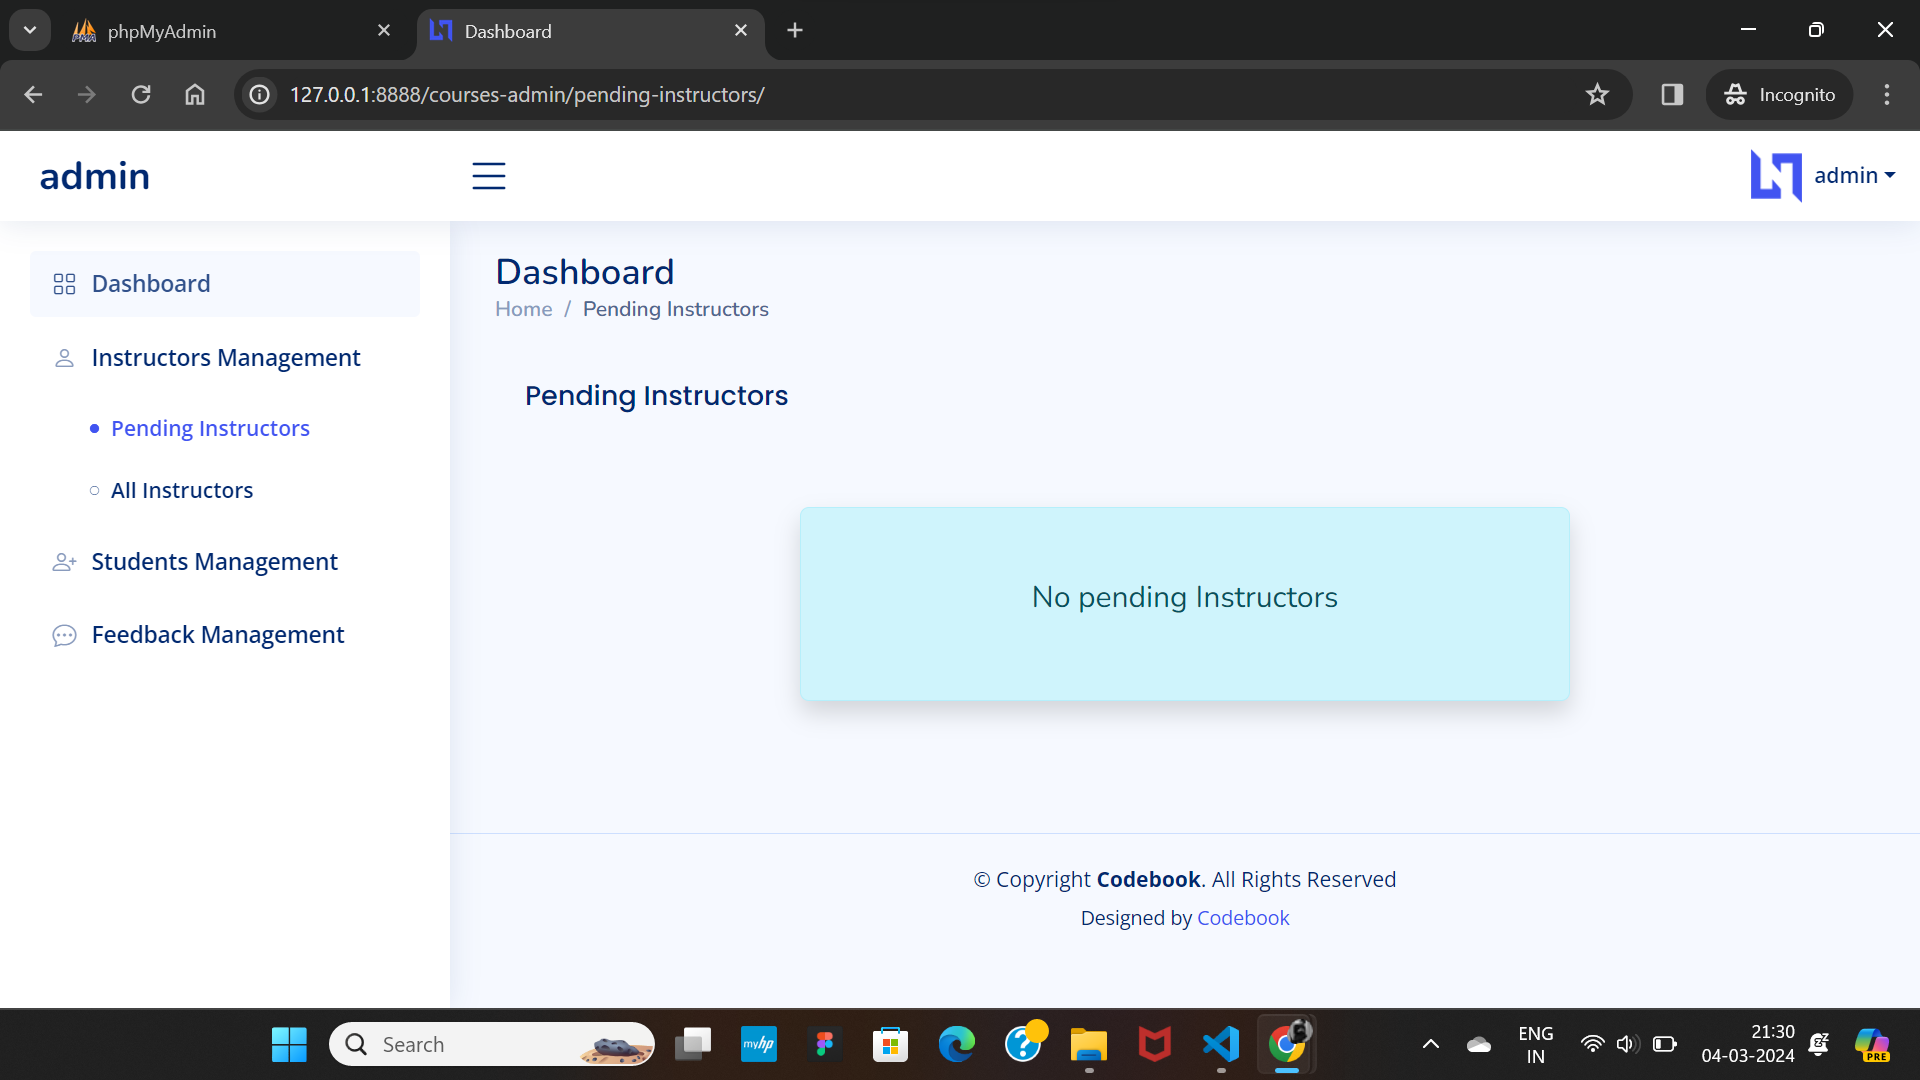 phpMyAdmin
Dashboard
127.0.0.1:8888/courses-admin/pending-instructors/
Incognito
admin
admin
Dashboard
Instructors Management
Pending Instructors
All Instructors
Students Management
Feedback Management
Dashboard
Home / Pending Instructors
Pending Instructors
No pending Instructors
© Copyright Codebook. All Rights Reserved
Designed by Codebook
Search
myhp
ENG
IN
21:30
04-03-2024
PRE